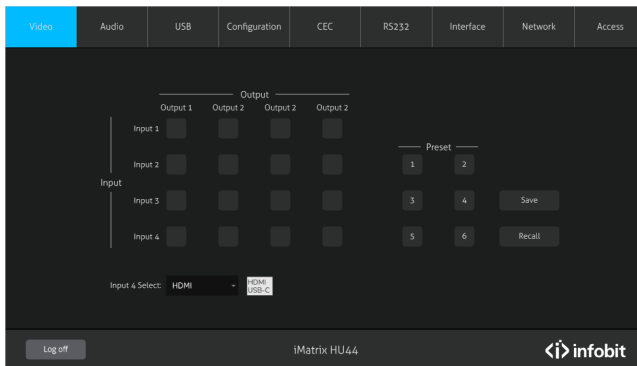 Video Audio USB Configuration CEC RS232 Interface Network Access
Output
Output 1 Output 2 Output 2 Output 2
Input 1
Preset
Input 2 1 2
Input
Input 3 3 4 Save
Input 4 5 6 Recall
Input 4 Select: HDMI HDMI
USB-C
Log off iMatrix HU44 <i> infobit